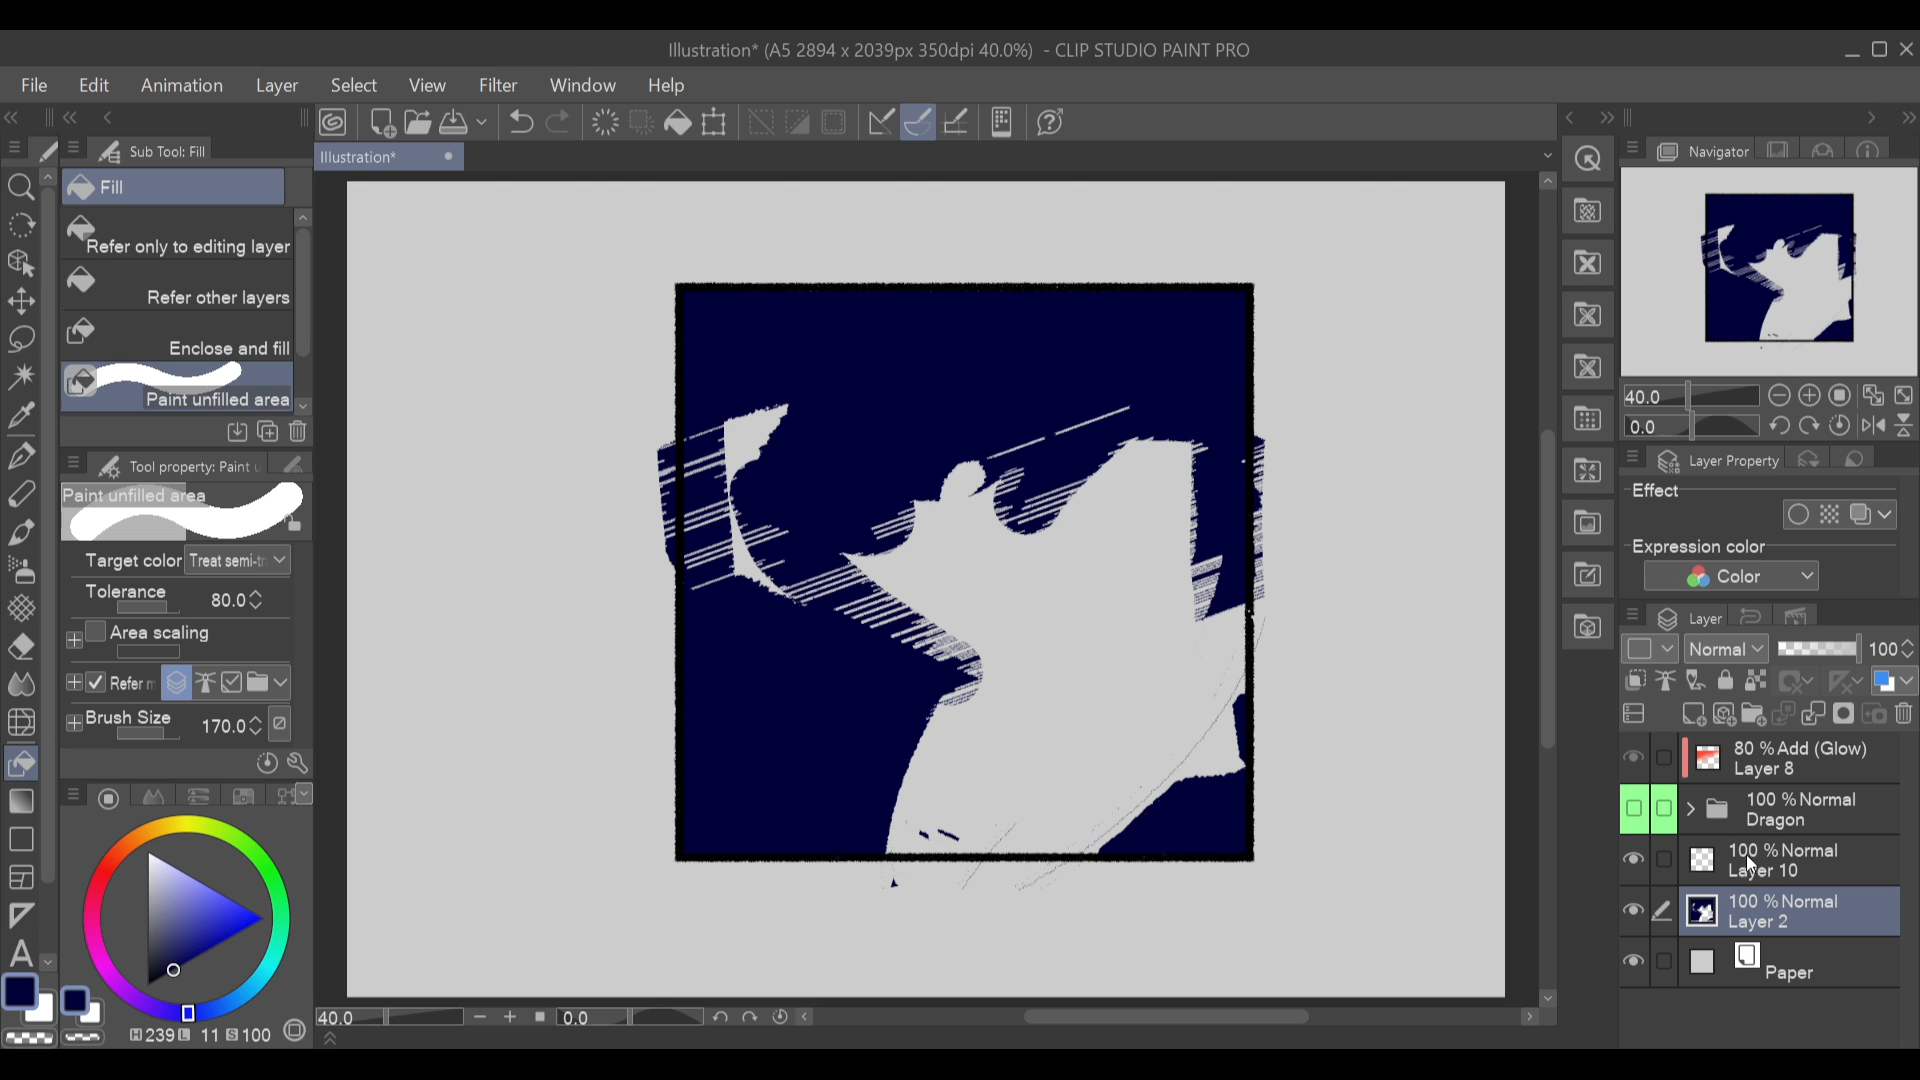 Illustration* (A5 2894 x 2039px 350dpi 40.0%) - CLIP STUDIO PAINT PRO
File Edit Animation Layer Select View Filter Window Help
Sub Tool: Fill
Illustration*
Navigator
Fill
Refer only to editing layer
Refer other layers
Enclose and fill
Paint unfilled area
Tool property: Paint u
Paint unfilled area
Target color Treat semi-tr
Tolerance 80.0
Area scaling
Refer m
Brush Size 170.0
H 239 L 11 S 100
40.0 0.0
40.0
0.0
Layer Property
Effect
Expression color
Color
Layer
Normal 100
80 % Add (Glow)
Layer 8
100 % Normal
Dragon
100 % Normal
Layer 10
100 % Normal
Layer 2
Paper